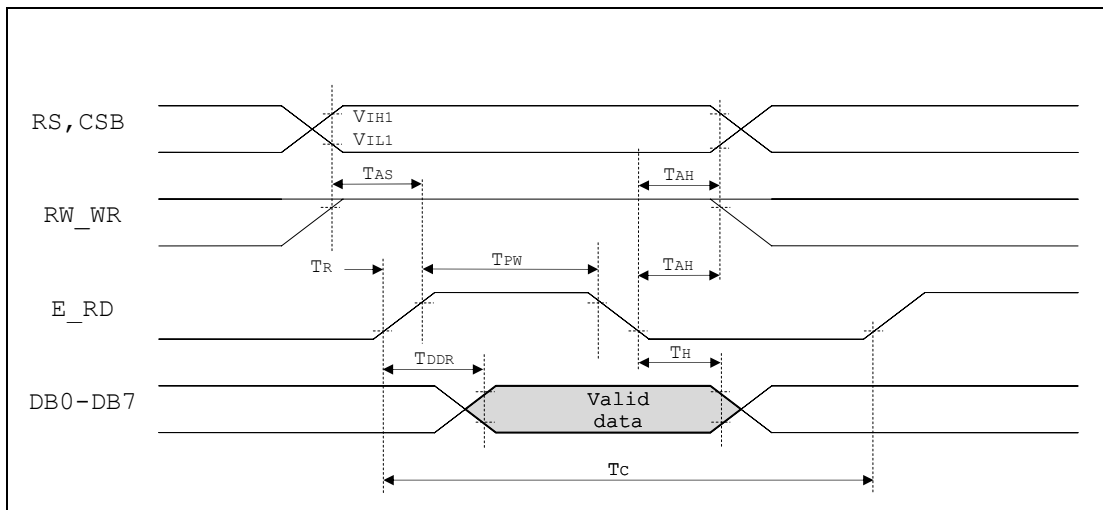 RS,CSB
VIH1
VIL1
TAS
TAH
RW_WR
TR
TPW
TAH
E_RD
TDDR
TH
DB0-DB7
Valid
data
TC